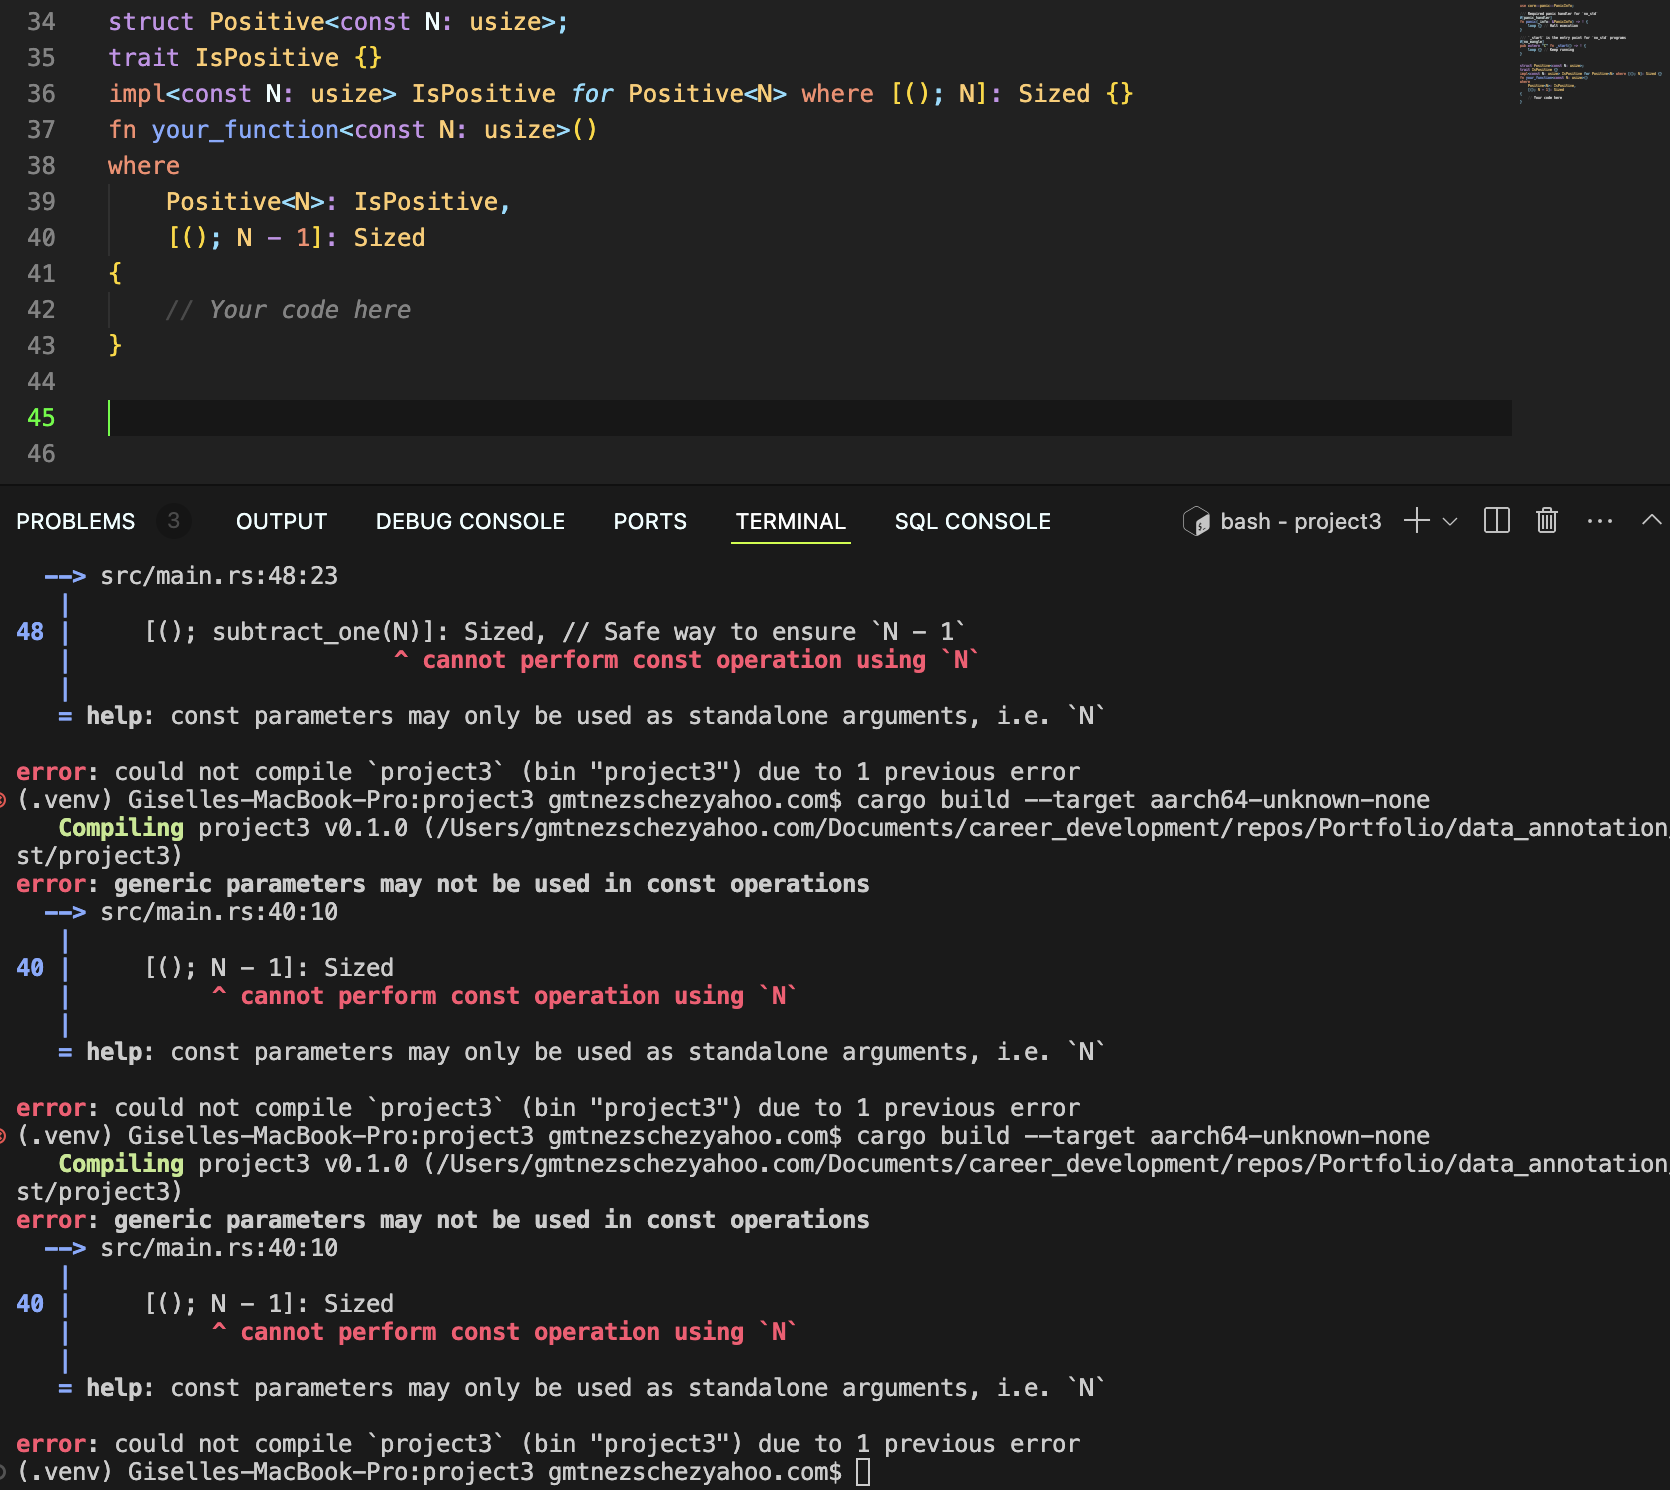 34 struct Positive<const N: usize>;
35 trait IsPositive {}
36 impl<const N: usize> IsPositive for Positive<N> where [(); N]: Sized {}
37 fn your_function<const N: usize>()
38 where
39 Positive<N>: IsPositive,
40 [(); N - 1]: Sized
41 {
42 // Your code here
43 }
44
45
46
PROBLEMS 3 OUTPUT DEBUG CONSOLE PORTS TERMINAL SQL CONSOLE bash - project3
--> src/main.rs:48:23
|
48 | [(); subtract_one(N)]: Sized, // Safe way to ensure `N - 1`
| ^ cannot perform const operation using `N`
|
= help: const parameters may only be used as standalone arguments, i.e. `N`
error: could not compile `project3` (bin "project3") due to 1 previous error
(.venv) Giselles-MacBook-Pro:project3 gmtnezschezyahoo.com$ cargo build --target aarch64-unknown-none
Compiling project3 v0.1.0 (/Users/gmtnezschezyahoo.com/Documents/career_development/repos/Portfolio/data_annotation
st/project3)
error: generic parameters may not be used in const operations
--> src/main.rs:40:10
|
40 | [(); N - 1]: Sized
| ^ cannot perform const operation using `N`
|
= help: const parameters may only be used as standalone arguments, i.e. `N`
error: could not compile `project3` (bin "project3") due to 1 previous error
(.venv) Giselles-MacBook-Pro:project3 gmtnezschezyahoo.com$ cargo build --target aarch64-unknown-none
Compiling project3 v0.1.0 (/Users/gmtnezschezyahoo.com/Documents/career_development/repos/Portfolio/data_annotation
st/project3)
error: generic parameters may not be used in const operations
--> src/main.rs:40:10
|
40 | [(); N - 1]: Sized
| ^ cannot perform const operation using `N`
|
= help: const parameters may only be used as standalone arguments, i.e. `N`
error: could not compile `project3` (bin "project3") due to 1 previous error
(.venv) Giselles-MacBook-Pro:project3 gmtnezschezyahoo.com$